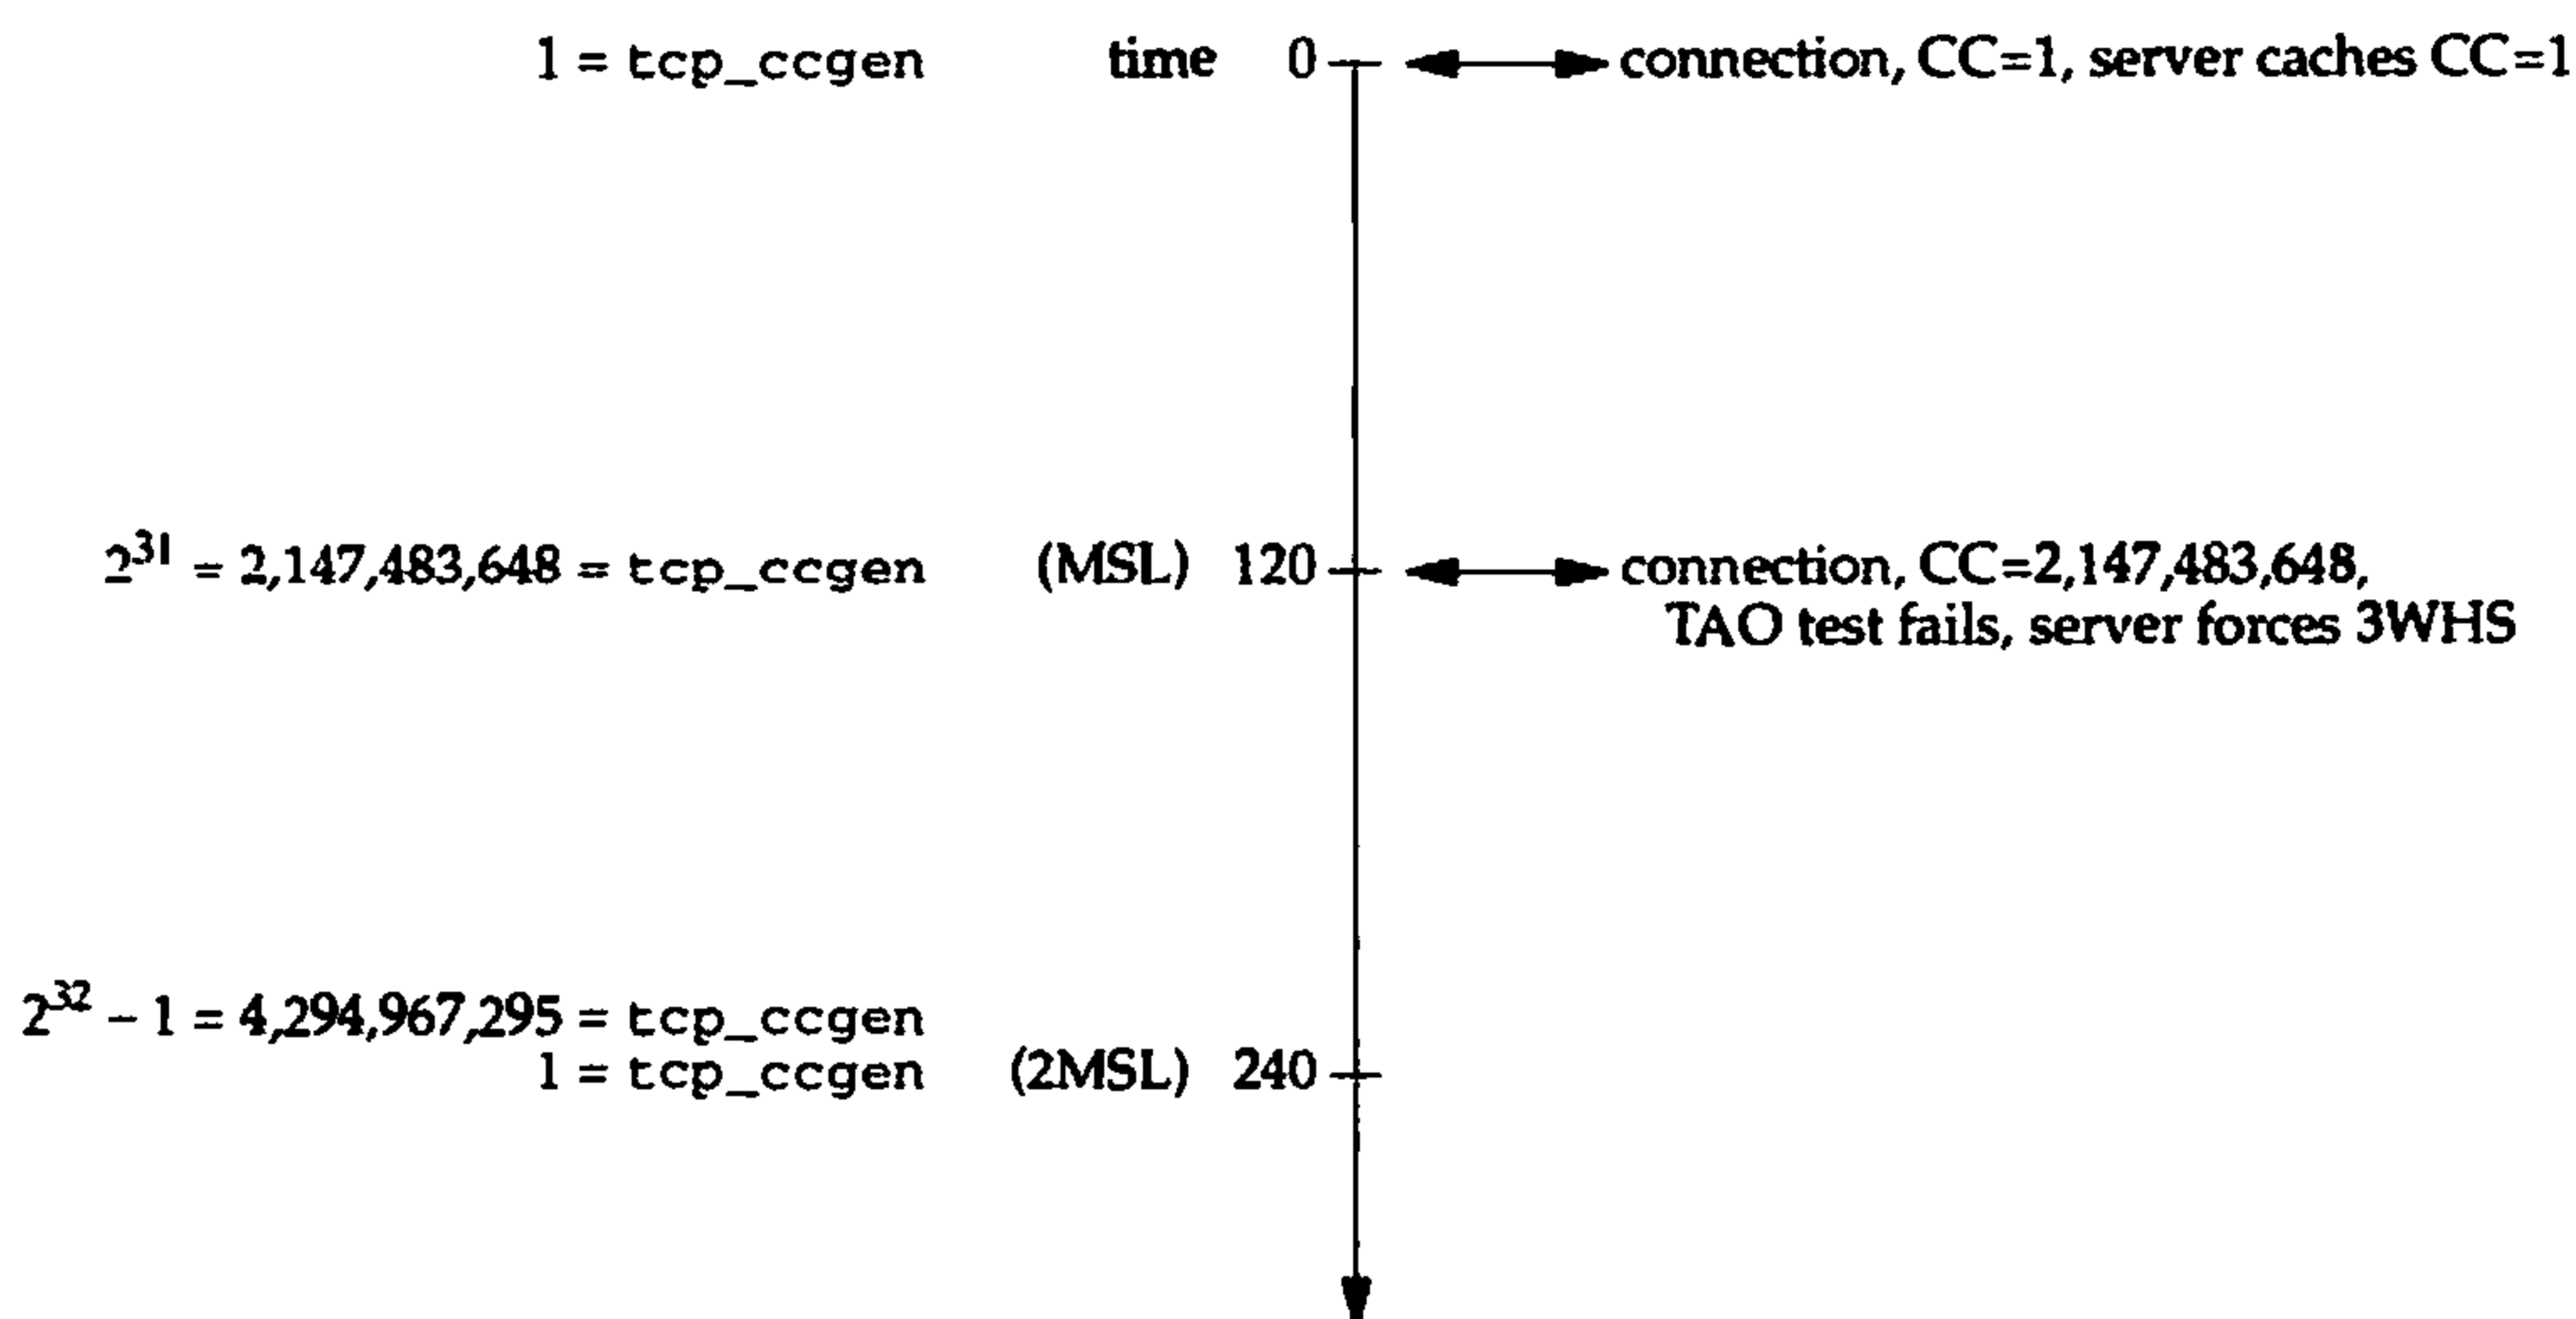 1 = tcp_ccgen time 0 connection, CC=1, server caches CC=1
2^31 = 2,147,483,648 = tcp_ccgen (MSL) 120 connection, CC=2,147,483,648,
TAO test fails, server forces 3WHS
2^32 – 1 = 4,294,967,295 = tcp_ccgen
1 = tcp_ccgen (2MSL) 240